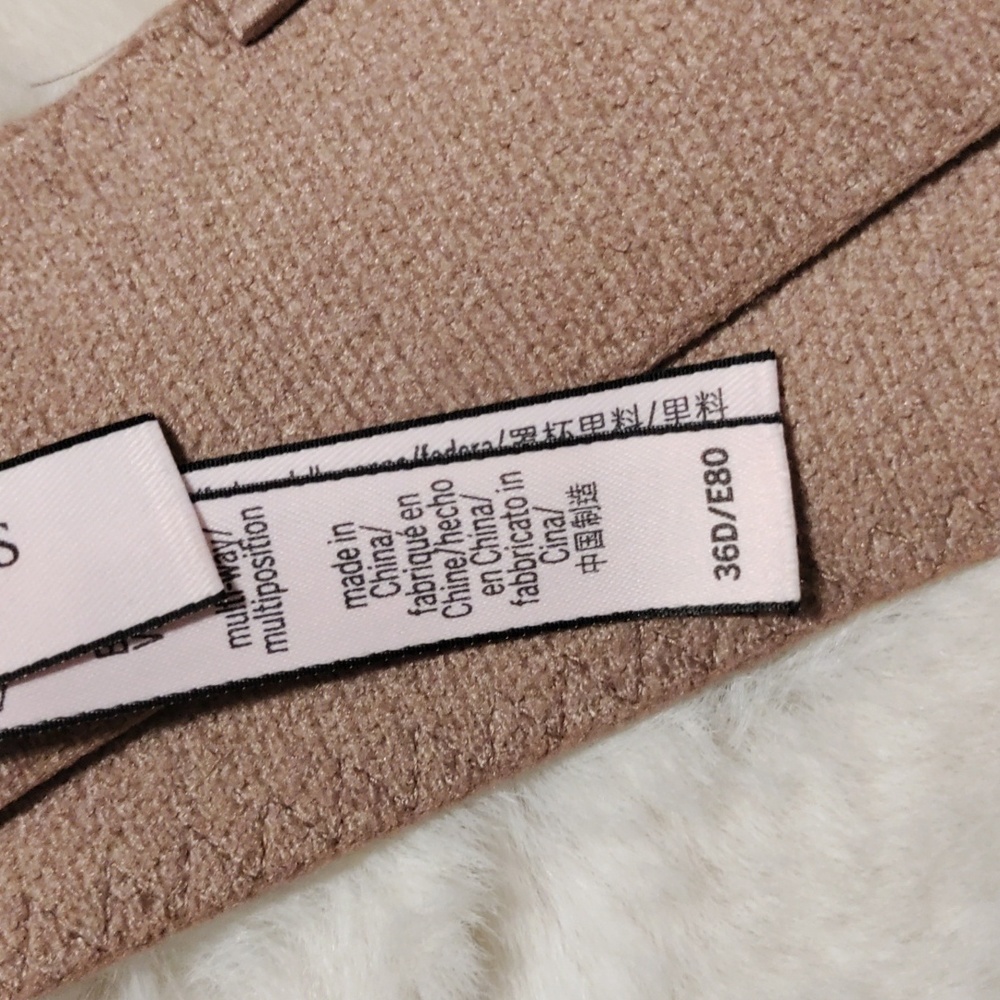 fodera/罩杯里料/里料
multi-way/
multiposition
made in
China/
fabriqué en
Chine/hecho
en China/
fabbricato in
Cina/
中国制造
36D/E80